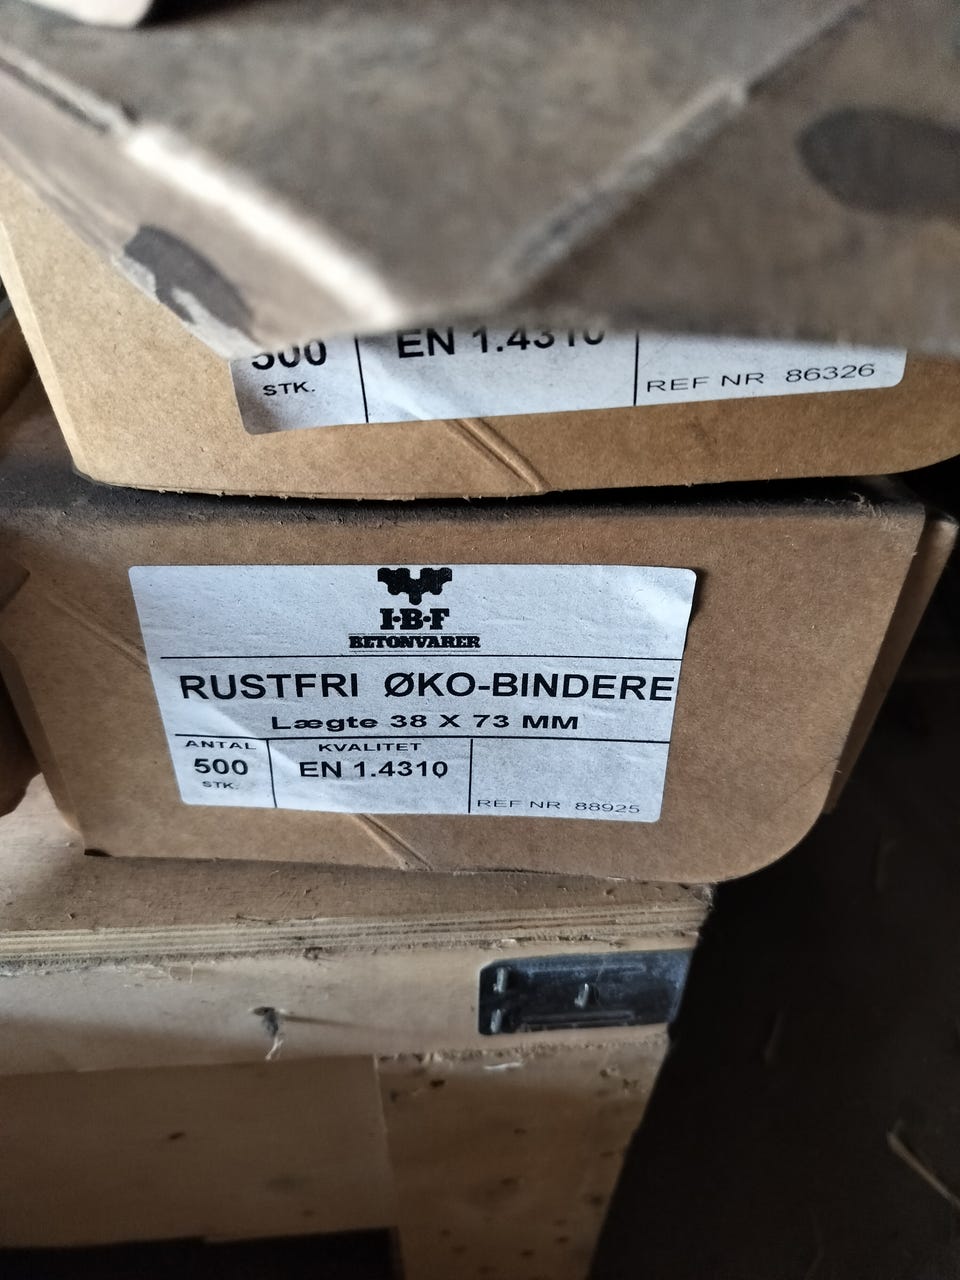 500 EN 1.4310
STK. REF NR 86326
I·B·F
BETONVARER
RUSTFRI ØKO-BINDERE
Lægte 38 X 73 MM
ANTAL KVALITET
500 EN 1.4310
STK. REF NR 88925